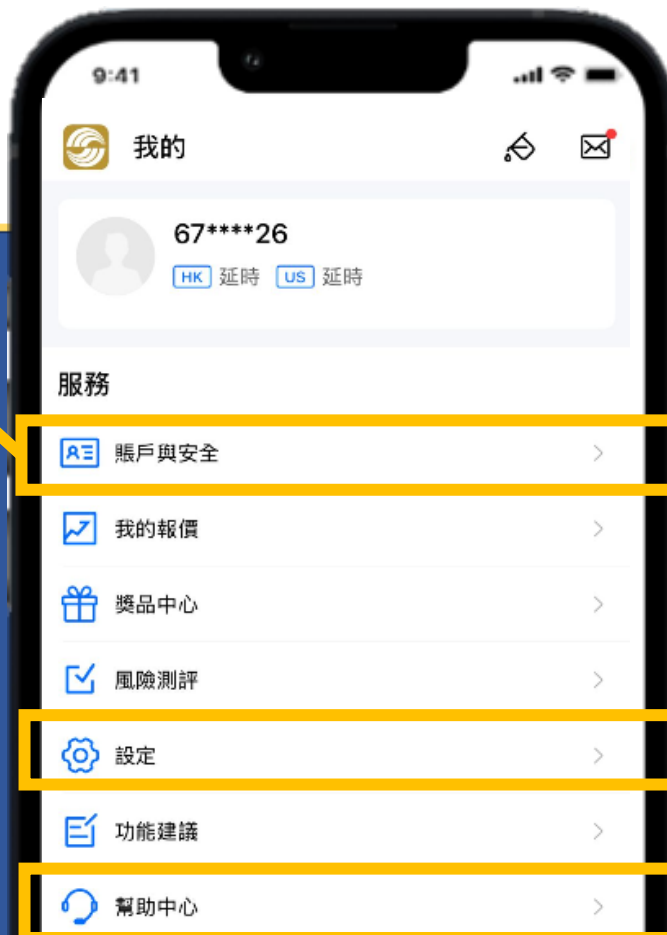 9:41
我的
67****26
HK 延時 US 延時
服務
賬戶與安全
我的報價
獎品中心
風險測評
設定
功能建議
幫助中心